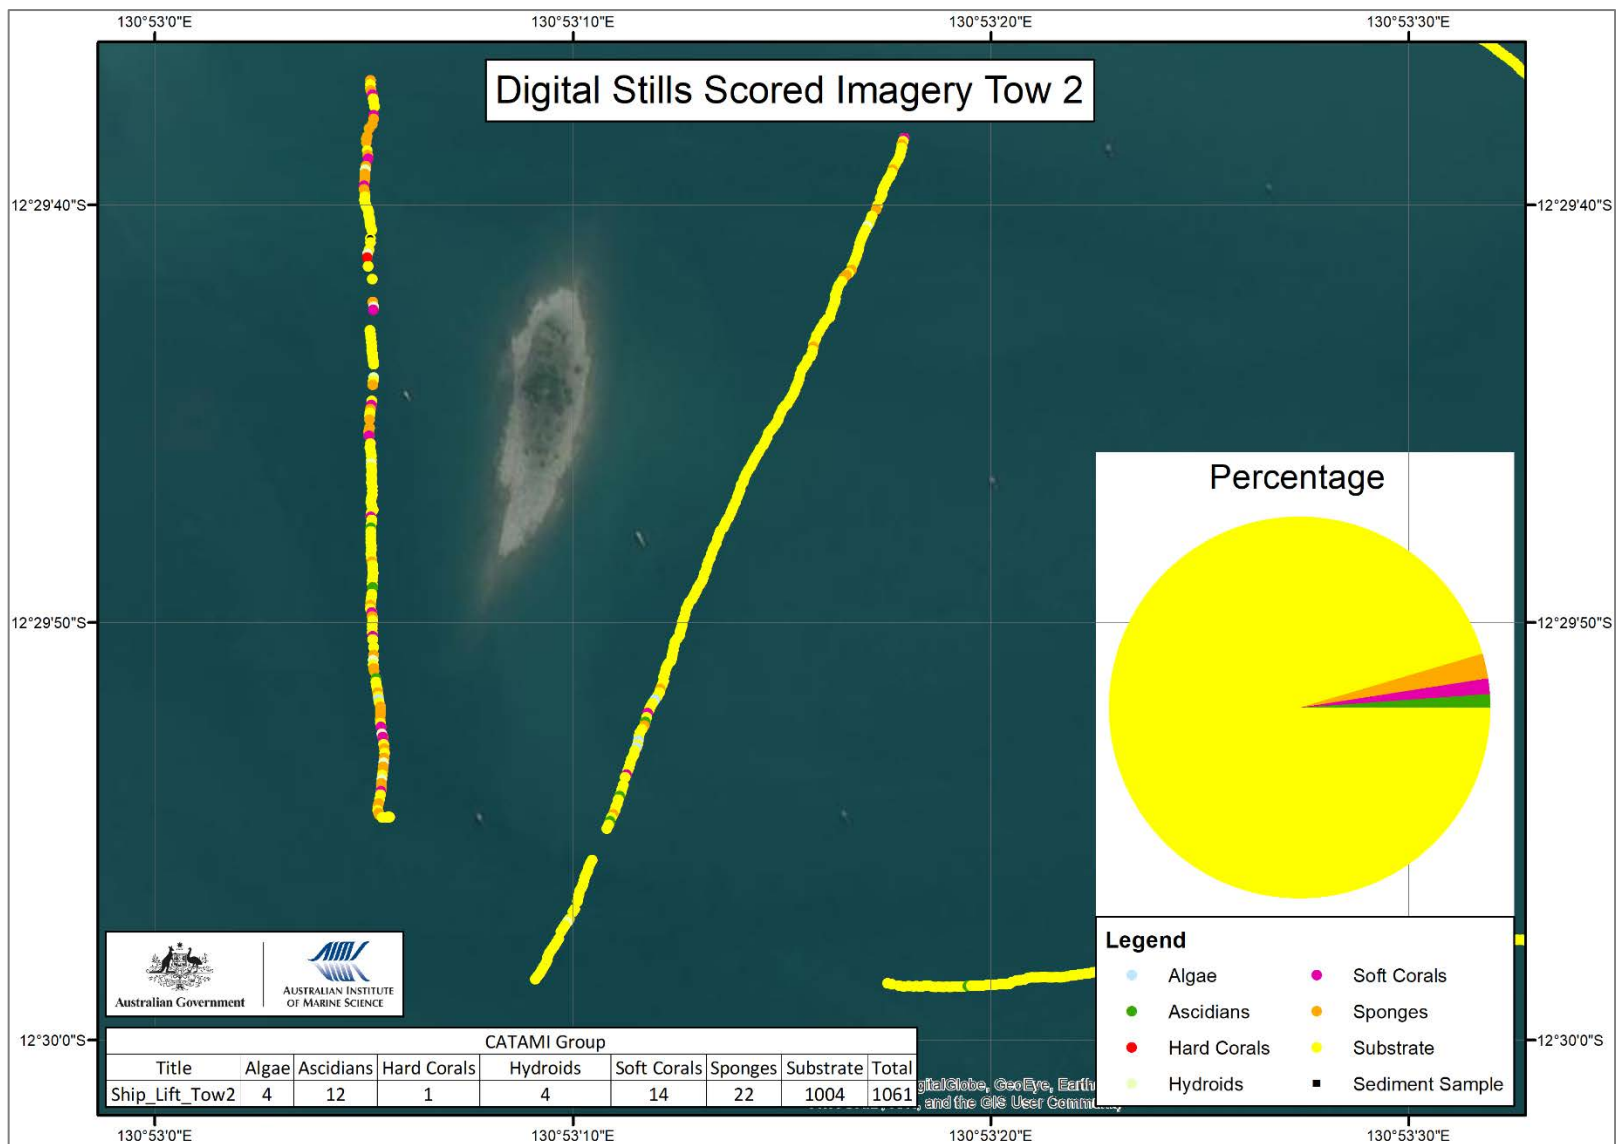 130°53'0"E 130°53'10"E 130°53'20"E 130°53'30"E
Digital Stills Scored Imagery Tow 2
12°29'40"S 12°29'40"S
Percentage
12°29'50"S 12°29'50"S
Legend
Algae Soft Corals
Ascidians Sponges
Hard Corals Substrate
Hydroids Sediment Sample
Australian Government
AIMS
AUSTRALIAN INSTITUTE
OF MARINE SCIENCE
12°30'0"S 12°30'0"S
CATAMI Group
Title Algae Ascidians Hard Corals Hydroids Soft Corals Sponges Substrate Total
Ship_Lift_Tow2 4 12 1 4 14 22 1004 1061
GeoEye, Earth
and the GIS User
130°53'0"E 130°53'10"E 130°53'20"E 130°53'30"E